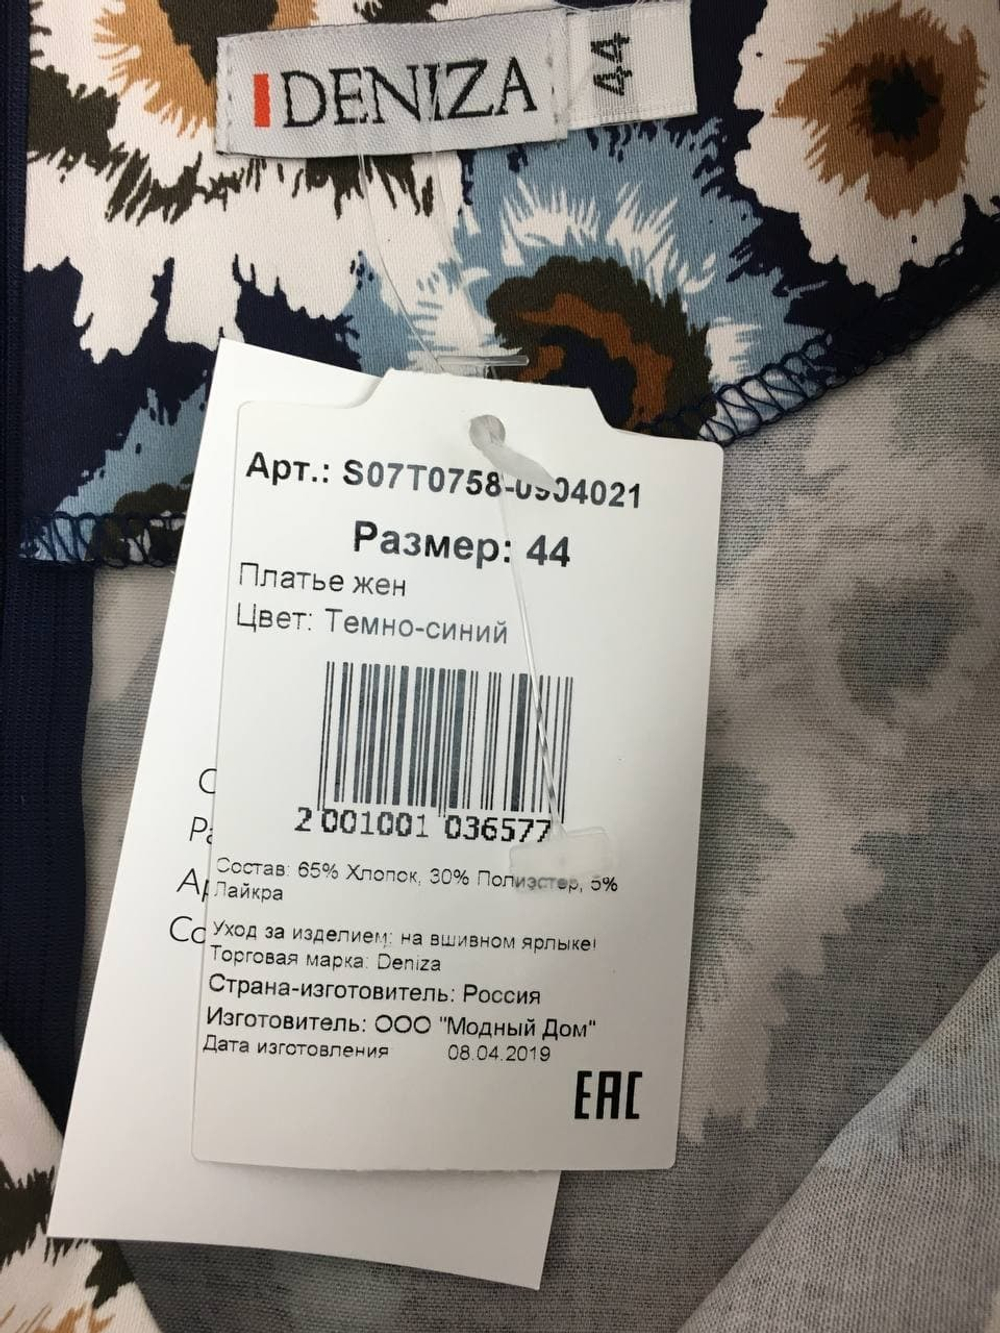 DENIZA
44
Арт.: S07T0758-0904021
Размер: 44
Платье жен
Цвет: Темно-синий
2 001001 036577
Состав: 65% Хлопок, 30% Полиэстер, 5%
Лайкра
Уход за изделием: на вшивном ярлыке!
Торговая марка: Deniza
Страна-изготовитель: Россия
Изготовитель: ООО "Модный Дом"
Дата изготовления 08.04.2019
EAC